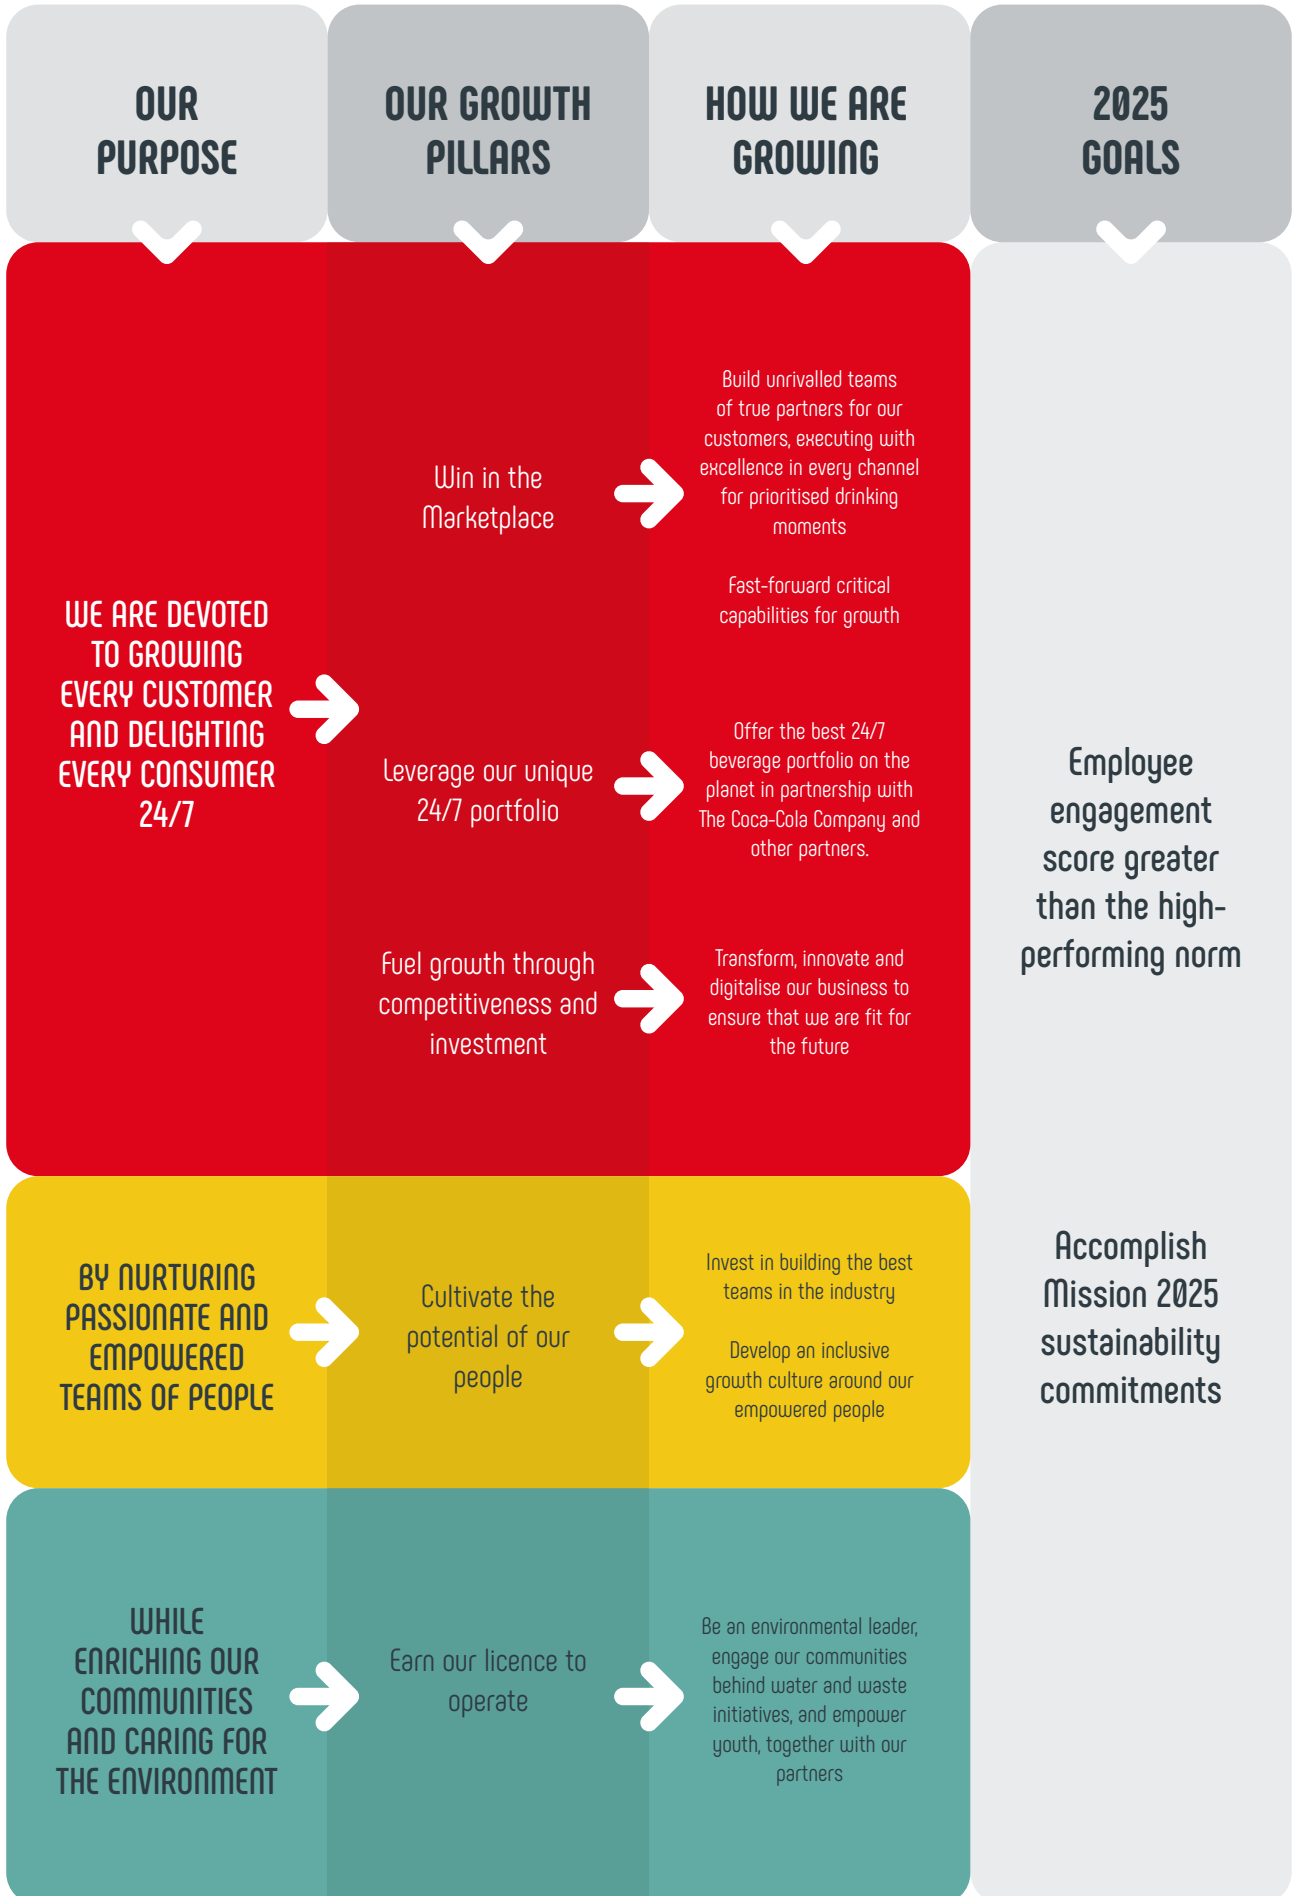 OUR
PURPOSE
OUR GROWTH
PILLARS
HOW WE ARE
GROWING
2025
GOALS
WE ARE DEVOTED
TO GROWING
EVERY CUSTOMER
AND DELIGHTING
EVERY CONSUMER
24/7
Win in the
Marketplace
Build unrivalled teams
of true partners for our
customers, executing with
excellence in every channel
for prioritised drinking
moments
Fast-forward critical
capabilities for growth
Leverage our unique
24/7 portfolio
Offer the best 24/7
beverage portfolio on the
planet in partnership with
The Coca-Cola Company and
other partners.
Fuel growth through
competitiveness and
investment
Transform, innovate and
digitalise our business to
ensure that we are fit for
the future
BY NURTURING
PASSIONATE AND
EMPOWERED
TEAMS OF PEOPLE
Cultivate the
potential of our
people
Invest in building the best
teams in the industry
Develop an inclusive
growth culture around our
empowered people
WHILE
ENRICHING OUR
COMMUNITIES
AND CARING FOR
THE ENVIRONMENT
Earn our licence to
operate
Be an environmental leader,
engage our communities
behind water and waste
initiatives, and empower
youth, together with our
partners
Employee
engagement
score greater
than the high-
performing norm
Accomplish
Mission 2025
sustainability
commitments